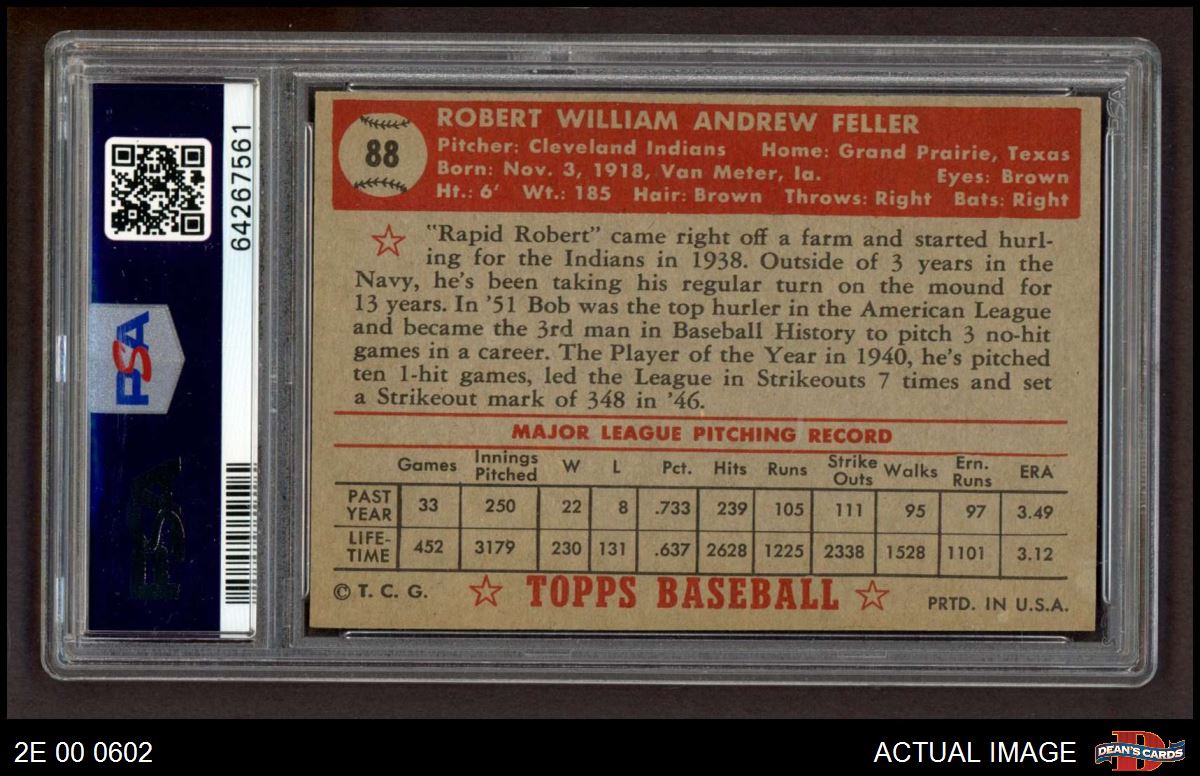 64267561
PSA
88
ROBERT WILLIAM ANDREW FELLER
Pitcher: Cleveland Indians Home: Grand Prairie, Texas
Born: Nov. 3, 1918, Van Meter, Ia. Eyes: Brown
Ht.: 6' Wt.: 185 Hair: Brown Throws: Right Bats: Right
"Rapid Robert" came right off a farm and started hurl-
ing for the Indians in 1938. Outside of 3 years in the
Navy, he's been taking his regular turn on the mound for
13 years. In '51 Bob was the top hurler in the American League
and became the 3rd man in Baseball History to pitch 3 no-hit
games in a career. The Player of the Year in 1940, he's pitched
ten 1-hit games, led the League in Strikeouts 7 times and set
a Strikeout mark of 348 in '46.
MAJOR LEAGUE PITCHING RECORD
Games Innings Pitched W L Pct. Hits Runs Strike Outs Walks Ern. Runs ERA
PAST YEAR 33 250 22 8 .733 239 105 111 95 97 3.49
LIFE-TIME 452 3179 230 131 .637 2628 1225 2338 1528 1101 3.12
© T. C. G. TOPPS BASEBALL PRTD. IN U.S.A.
2E 00 0602
ACTUAL IMAGE
DEAN'S CARDS